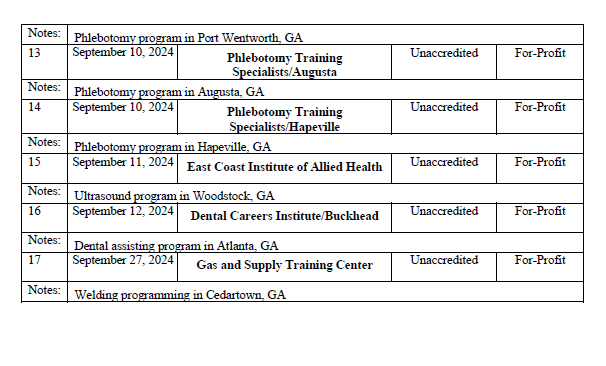 Notes: Phlebotomy program in Port Wentworth, GA
13 September 10, 2024 Phlebotomy Training Unaccredited For-Profit
Specialists/Augusta
Notes: Phlebotomy program in Augusta, GA
14 September 10, 2024 Phlebotomy Training Unaccredited For-Profit
Specialists/Hapeville
Notes: Phlebotomy program in Hapeville, GA
15 September 11, 2024 East Coast Institute of Allied Health Unaccredited For-Profit
Notes: Ultrasound program in Woodstock, GA
16 September 12, 2024 Dental Careers Institute/Buckhead Unaccredited For-Profit
Notes: Dental assisting program in Atlanta, GA
17 September 27, 2024 Gas and Supply Training Center Unaccredited For-Profit
Notes: Welding programming in Cedartown, GA